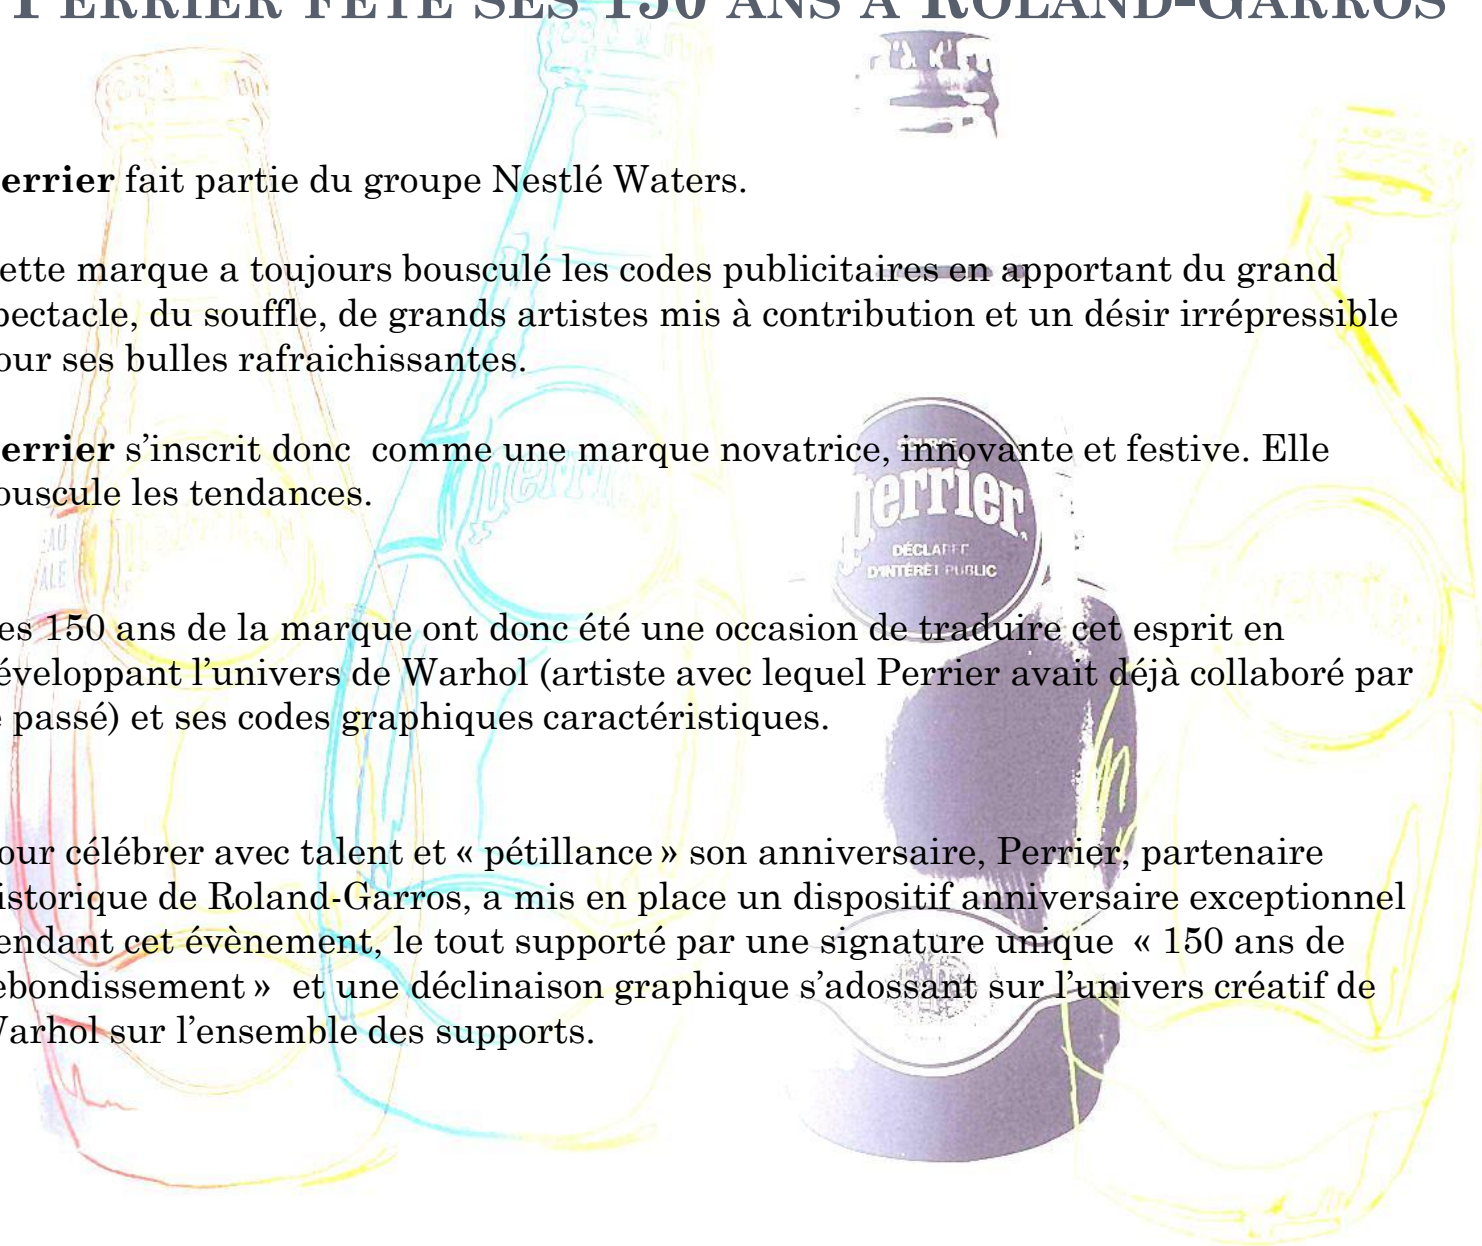 PERRIER FETE SES 150 ANS A ROLAND-GARROS
errier fait partie du groupe Nestlé Waters.
ette marque a toujours bousculé les codes publicitaires en apportant du grand
pectacle, du souffle, de grands artistes mis à contribution et un désir irrépressible
our ses bulles rafraichissantes.
errier s’inscrit donc comme une marque novatrice, innovante et festive. Elle
ouscule les tendances.
es 150 ans de la marque ont donc été une occasion de traduire cet esprit en
éveloppant l’univers de Warhol (artiste avec lequel Perrier avait déjà collaboré par
e passé) et ses codes graphiques caractéristiques.
our célébrer avec talent et « pétillance » son anniversaire, Perrier, partenaire
istorique de Roland-Garros, a mis en place un dispositif anniversaire exceptionnel
endant cet évènement, le tout supporté par une signature unique « 150 ans de
ebondissement » et une déclinaison graphique s’adossant sur l’univers créatif de
arhol sur l’ensemble des supports.
SOURCE
perrier
DÉCLARÉE
D'INTÉRÊT PUBLIC
EAU
ALE